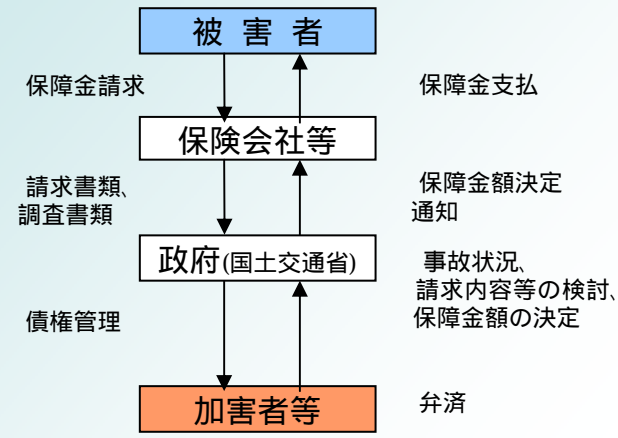 被 害 者
保障金請求
保障金支払
保険会社等
請求書類、
調査書類
保障金額決定
通知
政府(国土交通省)
事故状況、
請求内容等の検討、
保障金額の決定
債権管理
加害者等
弁済